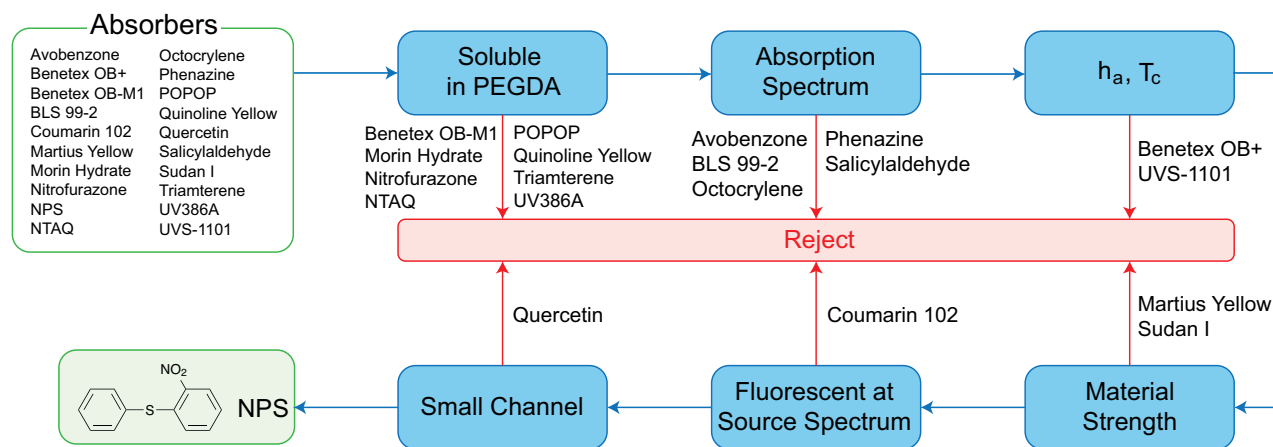 Absorbers
Avobenzone
Benetex OB+
Benetex OB-M1
BLS 99-2
Coumarin 102
Martius Yellow
Morin Hydrate
Nitrofurazone
NPS
NTAQ
Octocrylene
Phenazine
POPOP
Quinoline Yellow
Quercetin
Salicylaldehyde
Sudan I
Triamterene
UV386A
UVS-1101
Soluble
in PEGDA
Absorption
Spectrum
ha, Tc
Benetex OB-M1
Morin Hydrate
Nitrofurazone
NTAQ
POPOP
Quinoline Yellow
Triamterene
UV386A
Avobenzone
BLS 99-2
Octocrylene
Phenazine
Salicylaldehyde
Benetex OB+
UVS-1101
Reject
Quercetin
Coumarin 102
Martius Yellow
Sudan I
NO2
S
NPS
Small Channel
Fluorescent at
Source Spectrum
Material
Strength